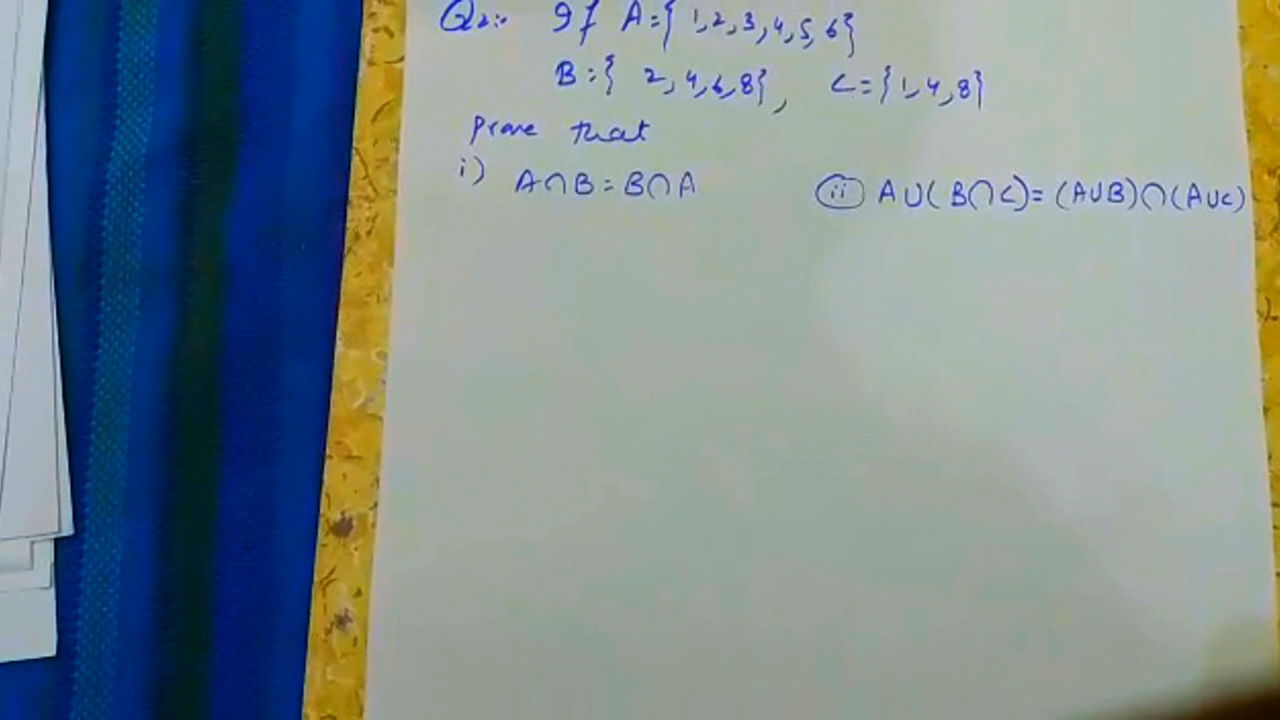 Q2:- If A={1,2,3,4,5,6}
B={2,4,6,8}, C={1,4,8}
Prove that
i) A∩B=B∩A (ii) A∪(B∩C)=(A∪B)∩(A∪C)